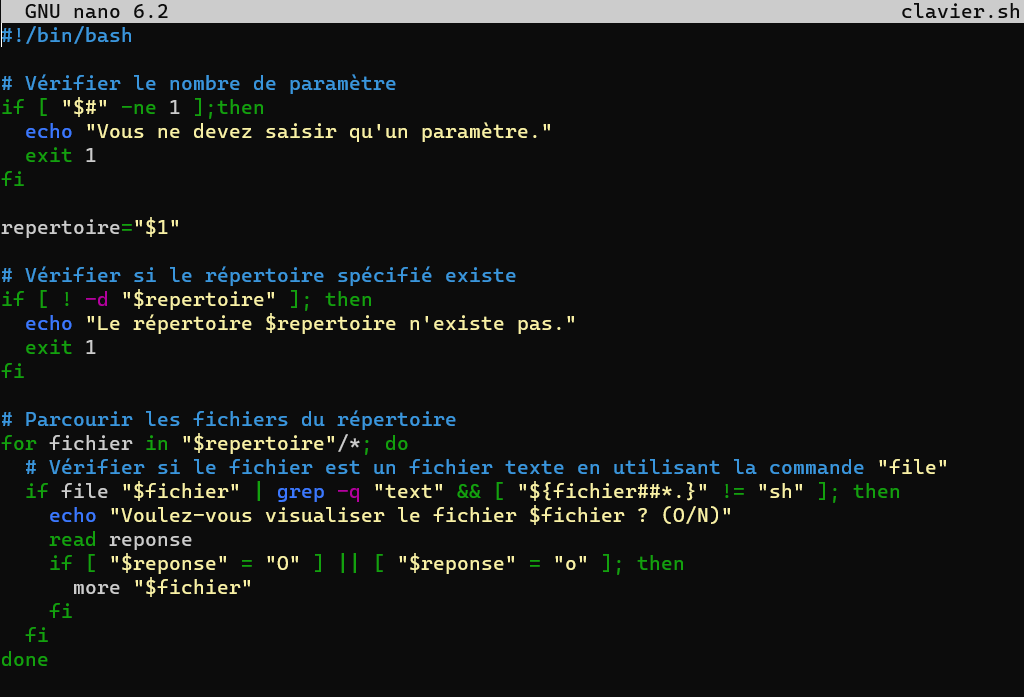 GNU nano 6.2 clavier.sh
#!/bin/bash
# Vérifier le nombre de paramètre
if [ "$#" -ne 1 ];then
  echo "Vous ne devez saisir qu'un paramètre."
  exit 1
fi
repertoire="$1"
# Vérifier si le répertoire spécifié existe
if [ ! -d "$repertoire" ]; then
  echo "Le répertoire $repertoire n'existe pas."
  exit 1
fi
# Parcourir les fichiers du répertoire
for fichier in "$repertoire"/*; do
  # Vérifier si le fichier est un fichier texte en utilisant la commande "file"
  if file "$fichier" | grep -q "text" && [ "${fichier##*.}" != "sh" ]; then
    echo "Voulez-vous visualiser le fichier $fichier ? (O/N)"
    read reponse
    if [ "$reponse" = "O" ] || [ "$reponse" = "o" ]; then
      more "$fichier"
    fi
  fi
done